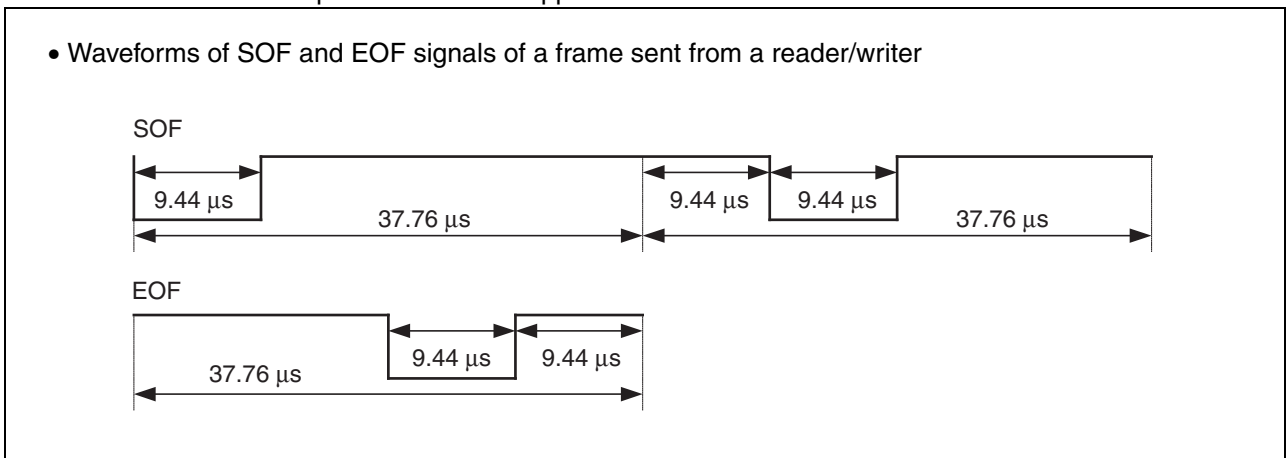 • Waveforms of SOF and EOF signals of a frame sent from a reader/writer
SOF
9.44 μs
9.44 μs
9.44 μs
37.76 μs
37.76 μs
EOF
9.44 μs
9.44 μs
37.76 μs